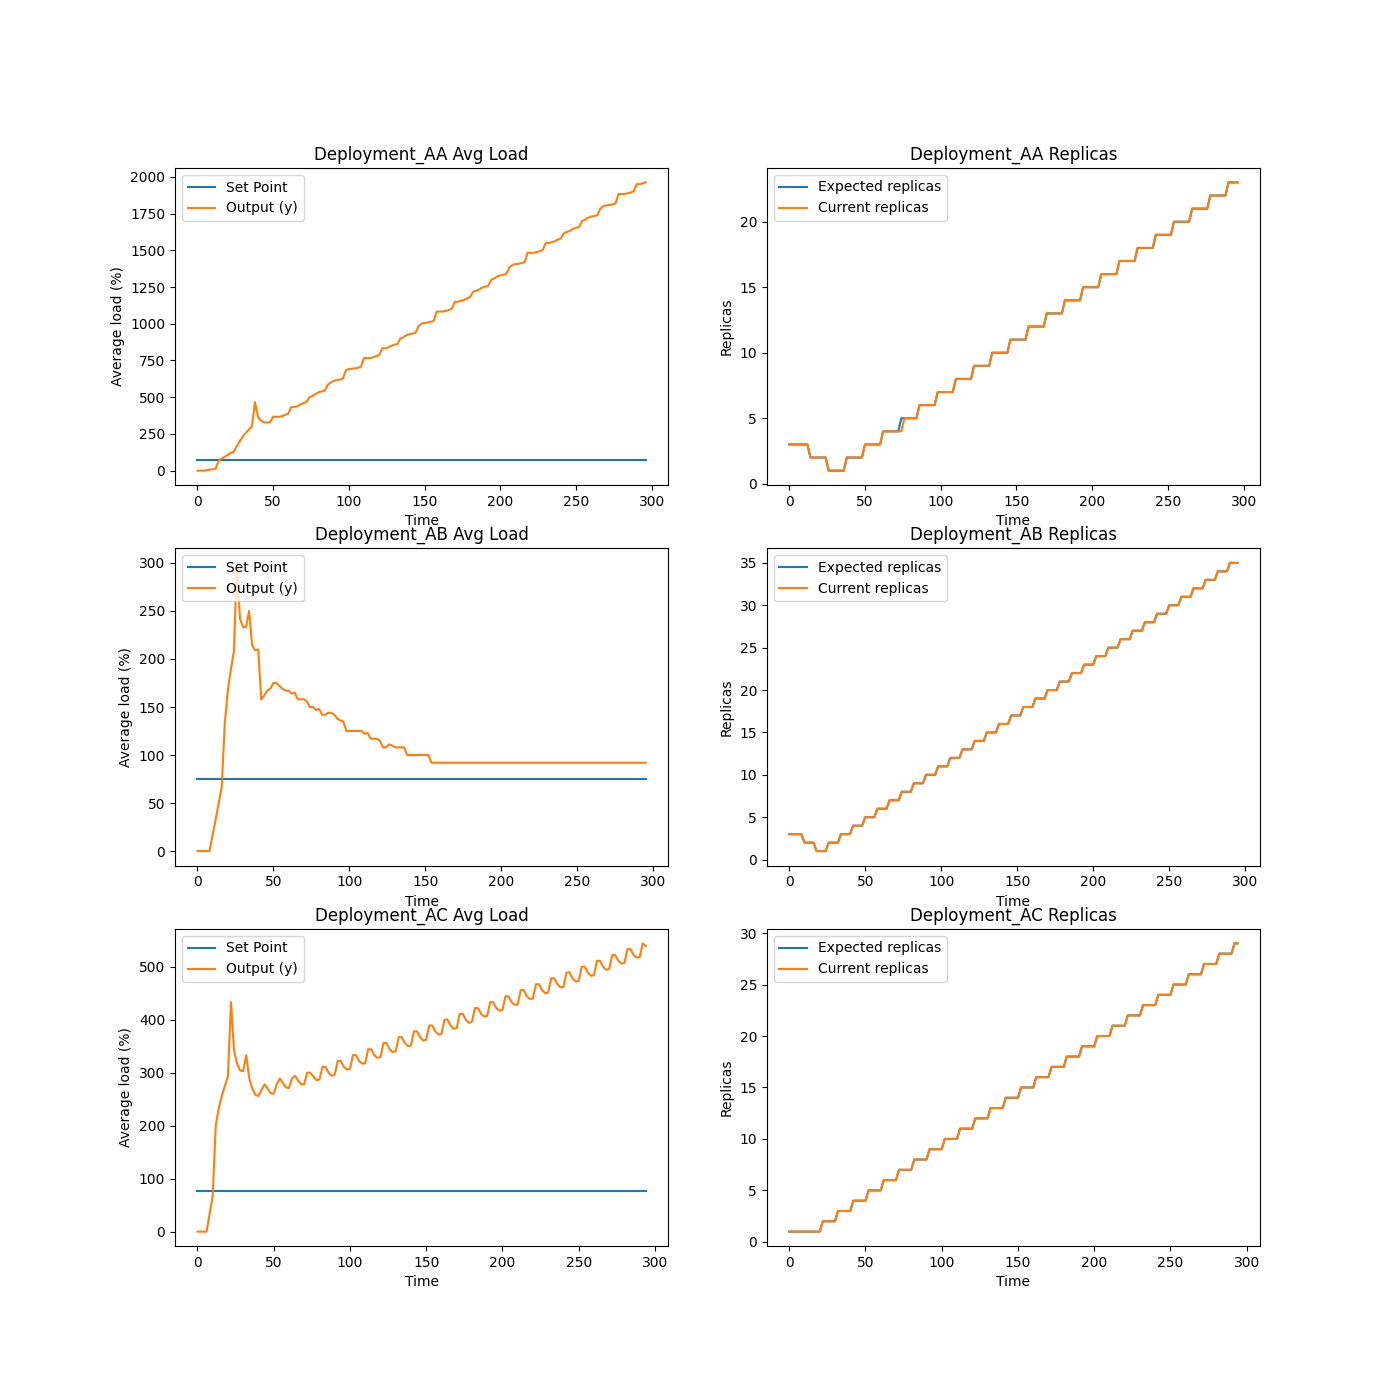 Deployment_AA Avg Load
Set Point
Output (y)
Average load (%)
2000
1750
1500
1250
1000
750
500
250
0
0 50 100 150 200 250 300
Time
Deployment_AA Replicas
Expected replicas
Current replicas
Replicas
20
15
10
5
0
0 50 100 150 200 250 300
Time
Deployment_AB Avg Load
Set Point
Output (y)
Average load (%)
300
250
200
150
100
50
0
0 50 100 150 200 250 300
Time
Deployment_AB Replicas
Expected replicas
Current replicas
Replicas
35
30
25
20
15
10
5
0
0 50 100 150 200 250 300
Time
Deployment_AC Avg Load
Set Point
Output (y)
Average load (%)
500
400
300
200
100
0
0 50 100 150 200 250 300
Time
Deployment_AC Replicas
Expected replicas
Current replicas
Replicas
30
25
20
15
10
5
0
0 50 100 150 200 250 300
Time